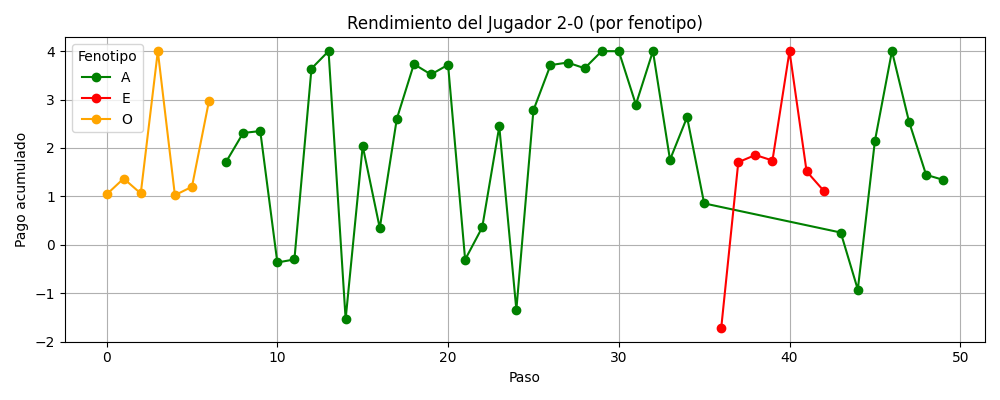 Rendimiento del Jugador 2-0 (por fenotipo)
Fenotipo
A
E
O
Pago acumulado
4
3
2
1
0
−1
−2
0 10 20 30 40 50
Paso